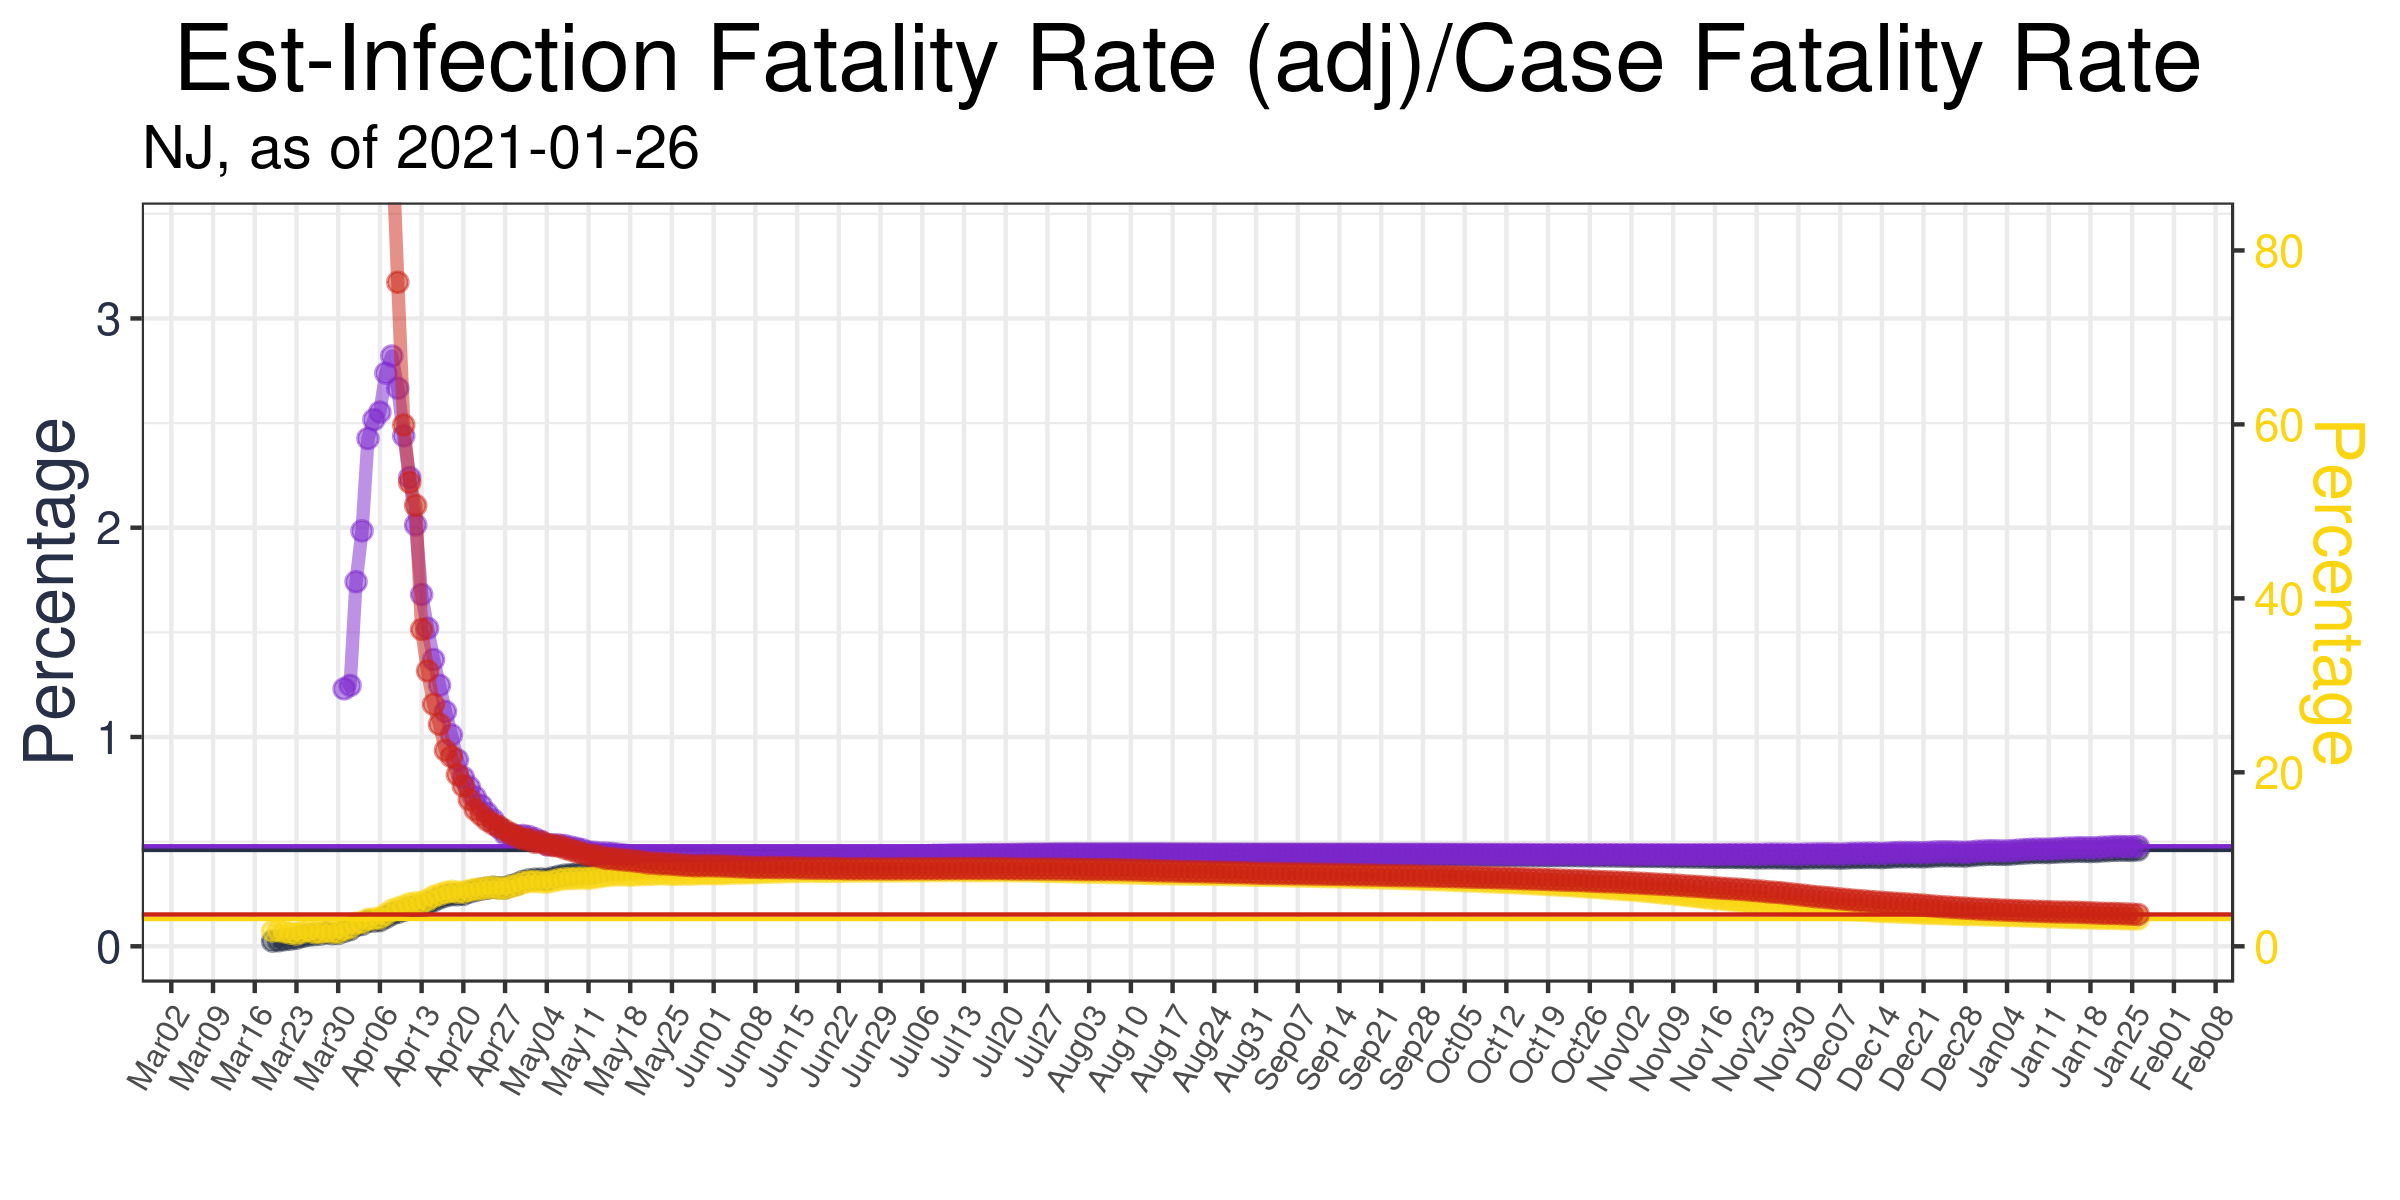 Est-Infection Fatality Rate (adj)/Case Fatality Rate
NJ, as of 2021-01-26
Percentage
3
2
1
0
80
60
40
20
0
Percentage
Mar02
Mar09
Mar16
Mar23
Mar30
Apr06
Apr13
Apr20
Apr27
May04
May11
May18
May25
Jun01
Jun08
Jun15
Jun22
Jun29
Jul06
Jul13
Jul20
Jul27
Aug03
Aug10
Aug17
Aug24
Aug31
Sep07
Sep14
Sep21
Sep28
Oct05
Oct12
Oct19
Oct26
Nov02
Nov09
Nov16
Nov23
Nov30
Dec07
Dec14
Dec21
Dec28
Jan04
Jan11
Jan18
Jan25
Feb01
Feb08